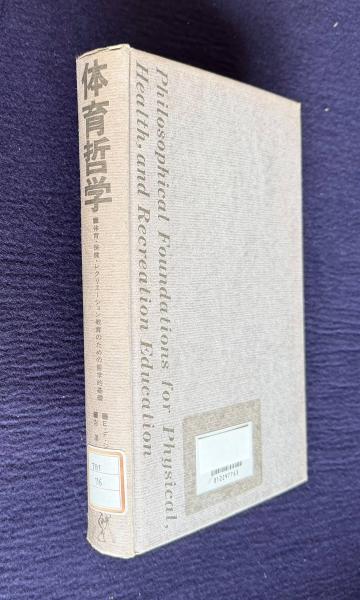 体育哲学
■体育・保健・レクリエーション教育のための哲学的基礎
Philosophical Foundations for Physical,
Health, and Recreation Education